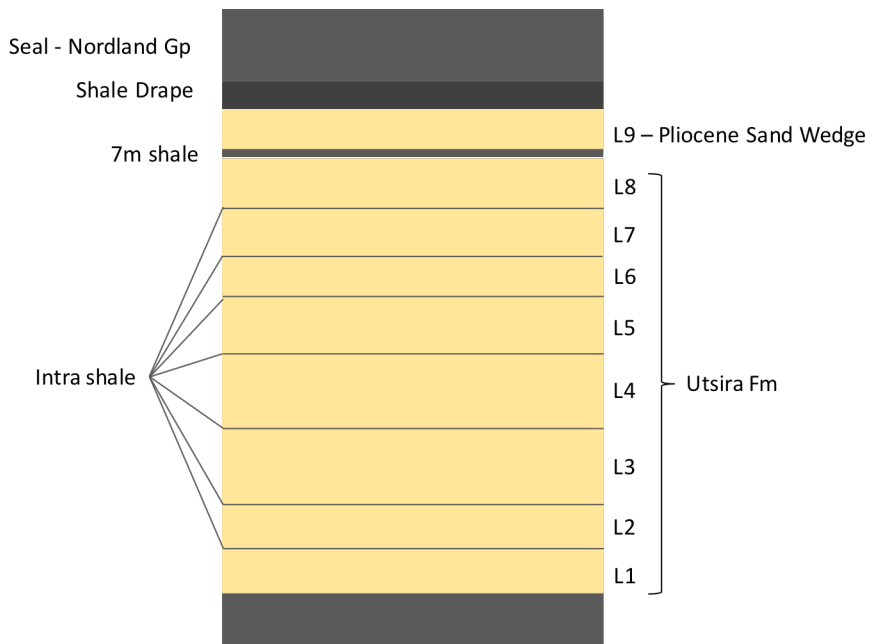 Seal - Nordland Gp
Shale Drape
L9 – Pliocene Sand Wedge
7m shale
L8
L7
L6
L5
Intra shale
Utsira Fm
L4
L3
L2
L1